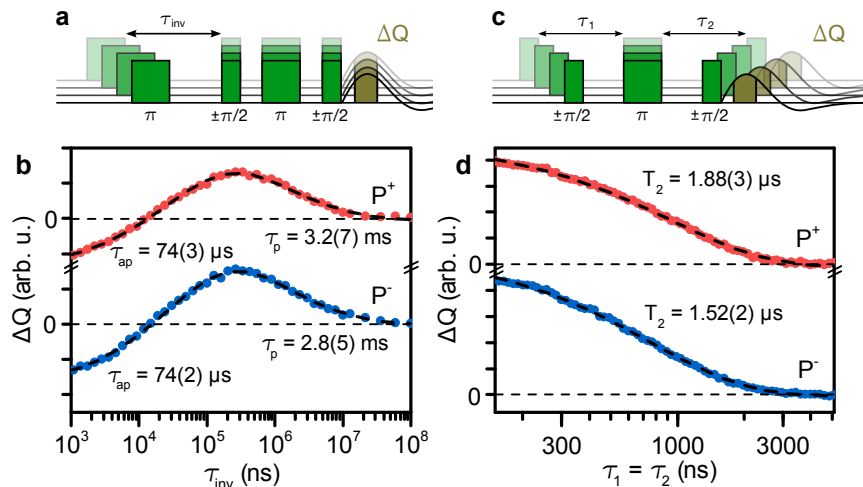 a
τinv
ΔQ
π
±π/2
π
±π/2
c
τ1
τ2
ΔQ
±π/2
π
±π/2
b
ΔQ (arb. u.)
0
P+
τap = 74(3) µs
τp = 3.2(7) ms
0
P-
τp = 2.8(5) ms
τap = 74(2) µs
10^3
10^4
10^5
10^6
10^7
10^8
τinv (ns)
d
ΔQ (arb. u.)
T2 = 1.88(3) µs
P+
0
T2 = 1.52(2) µs
P-
0
300
1000
3000
τ1 = τ2 (ns)